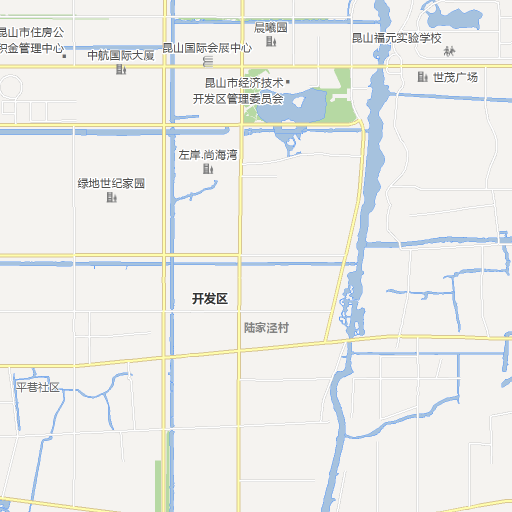 晨曦园
昆山市住房公
积金管理中心
中航国际大厦
昆山国际会展中心
昆山福元实验学校
世茂广场
昆山市经济技术
开发区管理委员会
左岸.尚海湾
绿地世纪家园
开发区
陆家泾村
平巷社区